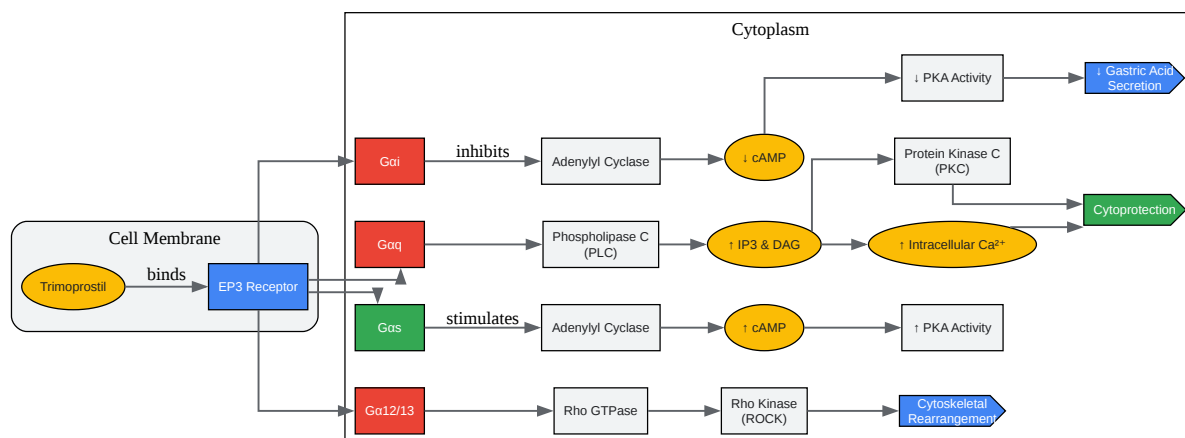 Cytoplasm
↓ PKA Activity
↓ Gastric Acid
Secretion
Gαi
inhibits
Adenylyl Cyclase
↓ cAMP
Protein Kinase C
(PKC)
Cytoprotection
Cell Membrane
Trimoprostil
binds
EP3 Receptor
Gαq
Phospholipase C
(PLC)
↑ IP3 & DAG
↑ Intracellular Ca²⁺
Gαs
stimulates
Adenylyl Cyclase
↑ cAMP
↑ PKA Activity
Gα12/13
Rho GTPase
Rho Kinase
(ROCK)
Cytoskeletal
Rearrangement